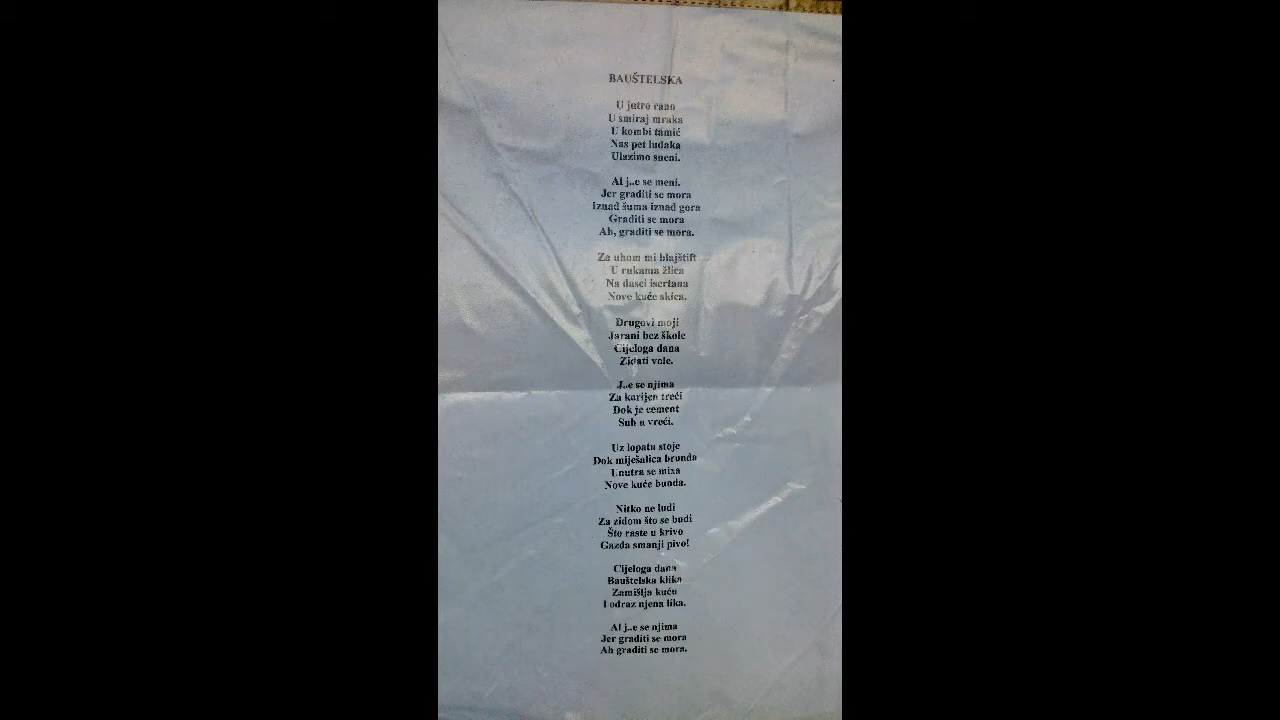 BAUŠTELSKA
U jutro rano
U smiraj mraka
U kombi tamić
Nas pet luđaka
Ulazimo sneni.
Al j..e se meni.
Jer graditi se mora
Iznad šuma iznad gora
Graditi se mora
Ah, graditi se mora.
Za uhom mi blajštift
U rukama žlica
Na dasci iscrtana
Nove kuće skica.
Drugovi moji
Jarani bez škole
Cijeloga dana
Zidati vole.
J..e se njima
Za karijen treći
Dok je cement
Suh u vreći.
Uz lopatu stoje
Dok miješalica brunda
Unutra se mixa
Nove kuće bunda.
Nitko ne ludi
Za zidom što se budi
Što raste u krivo
Gazda smanji pivo!
Cijeloga dana
Bauštelska klika
Zamišlja kuću
I odraz njena lika.
Al j..e se njima
Jer graditi se mora
Ah graditi se mora.